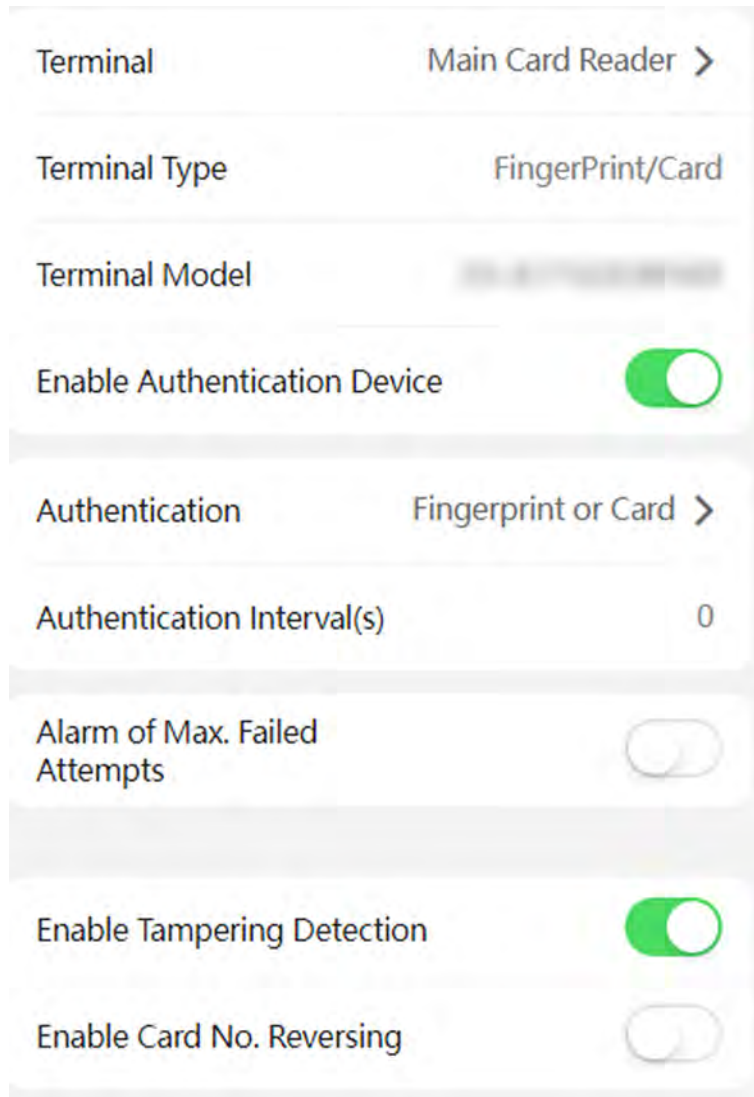 Terminal Main Card Reader >
Terminal Type FingerPrint/Card
Terminal Model
Enable Authentication Device
Authentication Fingerprint or Card >
Authentication Interval(s) 0
Alarm of Max. Failed
Attempts
Enable Tampering Detection
Enable Card No. Reversing